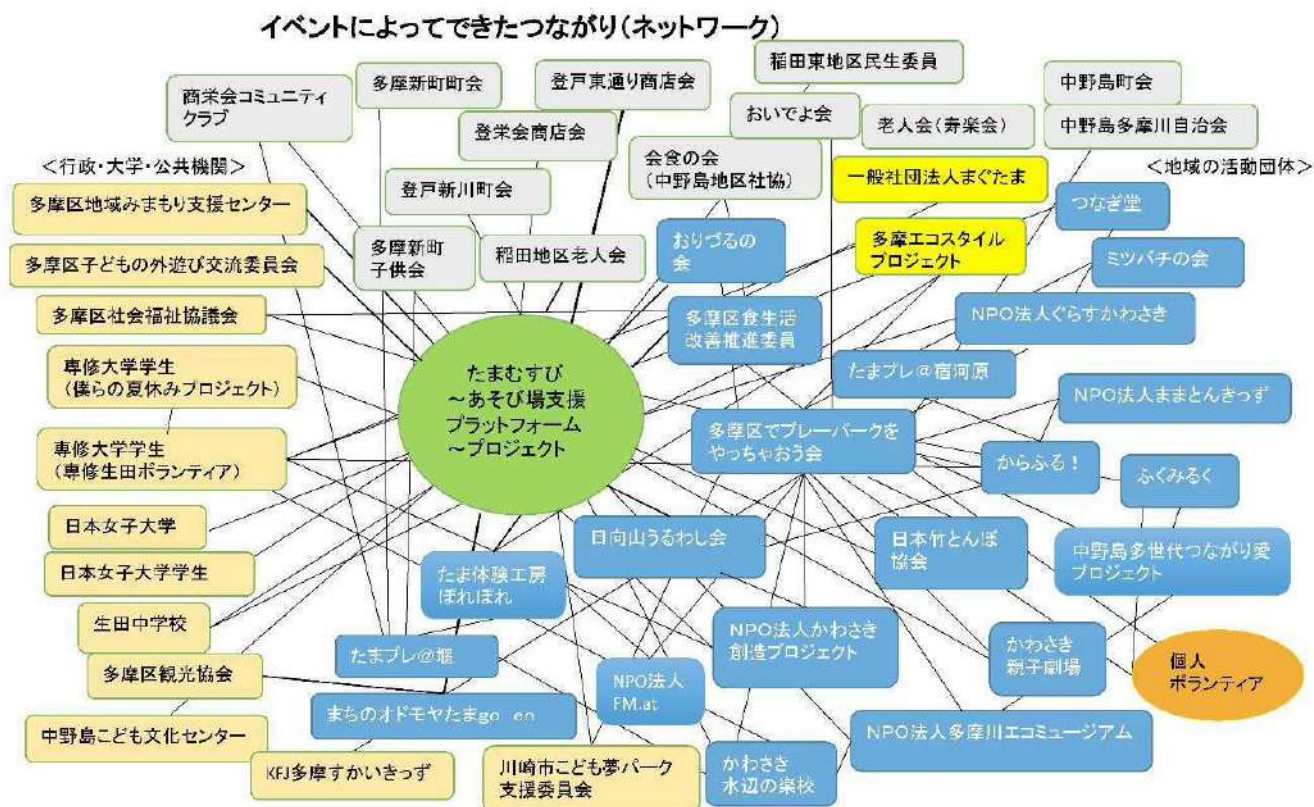 イベントによってできたつながり(ネットワーク)
商栄会コミュニティ
クラブ
多摩新町町会
登戸東通り商店会
登栄会商店会
稲田東地区民生委員
おいでよ会
老人会(寿楽会)
中野島町会
中野島多摩川自治会
<行政・大学・公共機関>
登戸新川町会
会食の会
(中野島地区社協)
<地域の活動団体>
多摩区地域みまもり支援センター
多摩新町
子供会
稲田地区老人会
おりづるの
会
一般社団法人まぐたま
つなぎ堂
多摩区子どもの外遊び交流委員会
多摩エコスタイル
プロジェクト
ミツバチの会
多摩区社会福祉協議会
多摩区食生活
改善推進委員
NPO法人ぐらすかわさき
専修大学学生
(僕らの夏休みプロジェクト)
たまむすび
~あそび場支援
プラットフォーム
~プロジェクト
たまプレ@宿河原
NPO法人ままとんきっず
専修大学学生
(専修生田ボランティア)
多摩区でプレーパークを
やっちゃおう会
からふる!
ふくみるく
日本女子大学
日向山うるわし会
日本竹とんぼ
協会
中野島多世代つながり愛
プロジェクト
日本女子大学学生
たま体験工房
ぽれぽれ
生田中学校
たまプレ@堰
NPO法人かわさき
創造プロジェクト
かわさき
親子劇場
個人
ボランティア
多摩区観光協会
まちのオドモヤたまgo en
NPO法人
FM.at
NPO法人多摩川エコミュージアム
中野島こども文化センター
KFJ多摩すかいきっず
川崎市こども夢パーク
支援委員会
かわさき
水辺の楽校